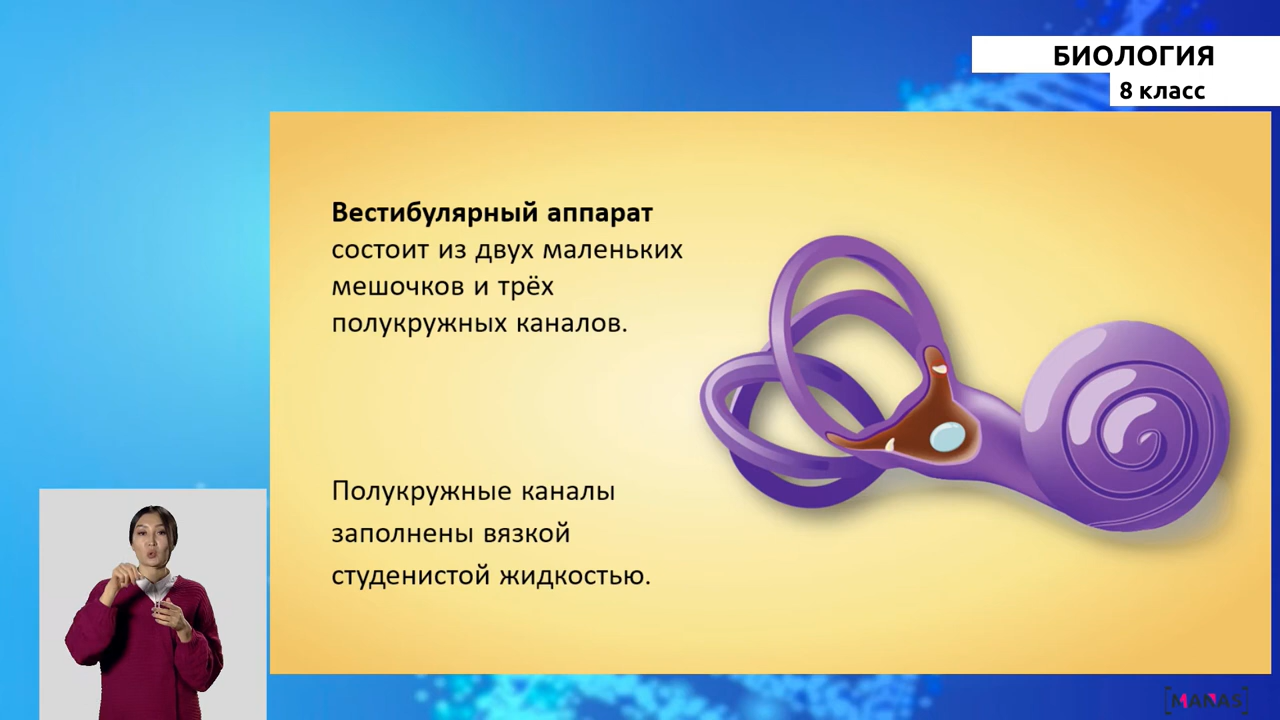 БИОЛОГИЯ
8 класс
Вестибулярный аппарат
состоит из двух маленьких
мешочков и трёх
полукружных каналов.
Полукружные каналы
заполнены вязкой
студенистой жидкостью.
MANAS